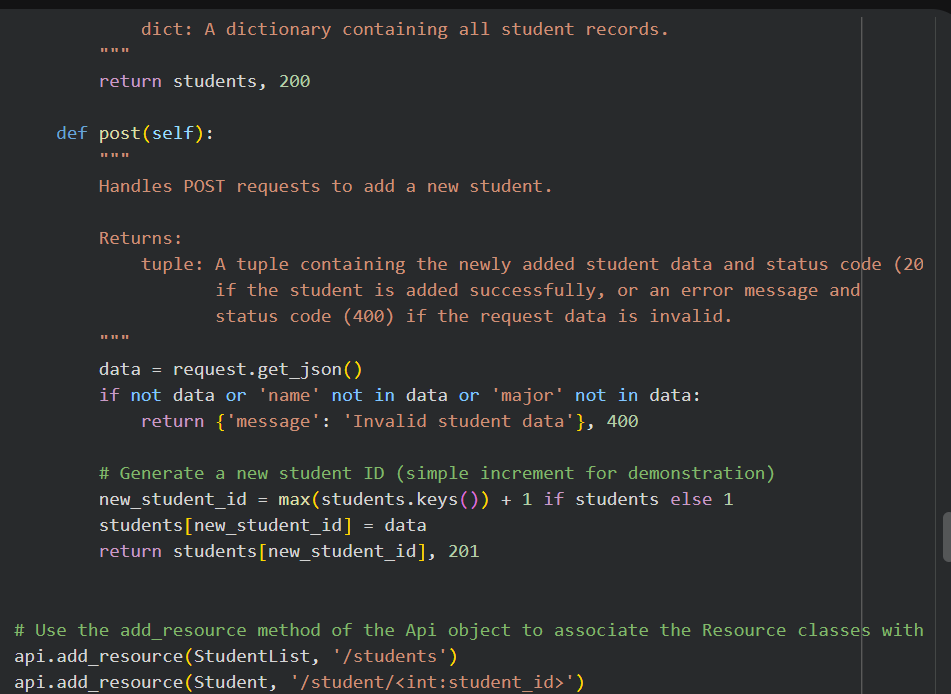 dict: A dictionary containing all student records.
"""
return students, 200
def post(self):
"""
Handles POST requests to add a new student.
Returns:
tuple: A tuple containing the newly added student data and status code (20
if the student is added successfully, or an error message and
status code (400) if the request data is invalid.
"""
data = request.get_json()
if not data or 'name' not in data or 'major' not in data:
return {'message': 'Invalid student data'}, 400
# Generate a new student ID (simple increment for demonstration)
new_student_id = max(students.keys()) + 1 if students else 1
students[new_student_id] = data
return students[new_student_id], 201
# Use the add_resource method of the Api object to associate the Resource classes with
api.add_resource(StudentList, '/students')
api.add_resource(Student, '/student/<int:student_id>')